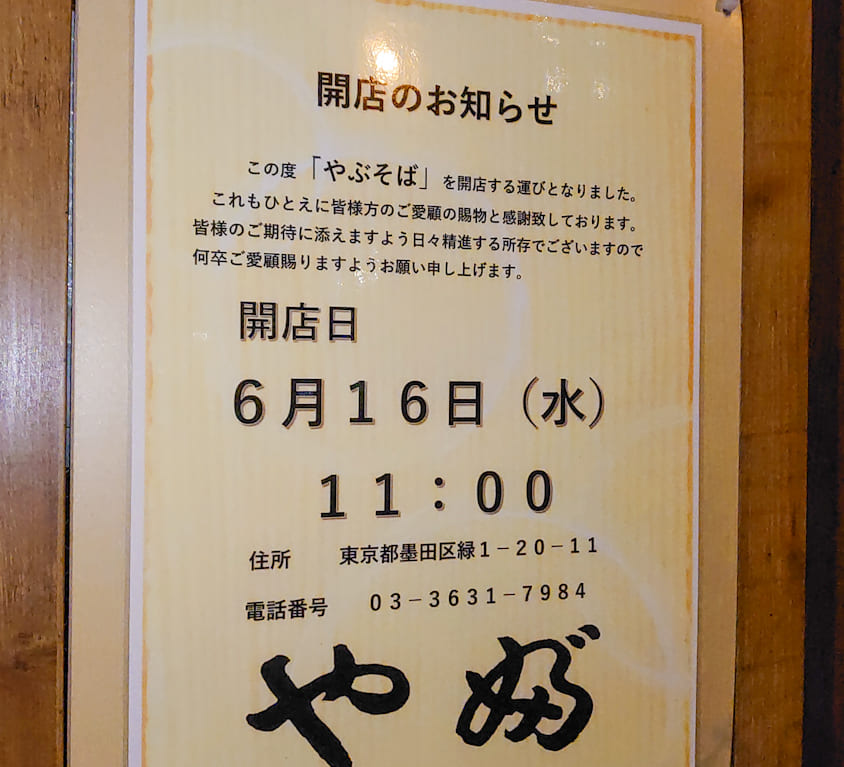 開店のお知らせ
この度「やぶそば」を開店する運びとなりました。
これもひとえに皆様方のご愛顧の賜物と感謝致しております。
皆様のご期待に添えますよう日々精進する所存でございますので
何卒ご愛顧賜りますようお願い申し上げます。
開店日
６月１６日（水）
１１：００
住所　東京都墨田区緑１－２０－１１
電話番号　０３－３６３１－７９８４
やぶ